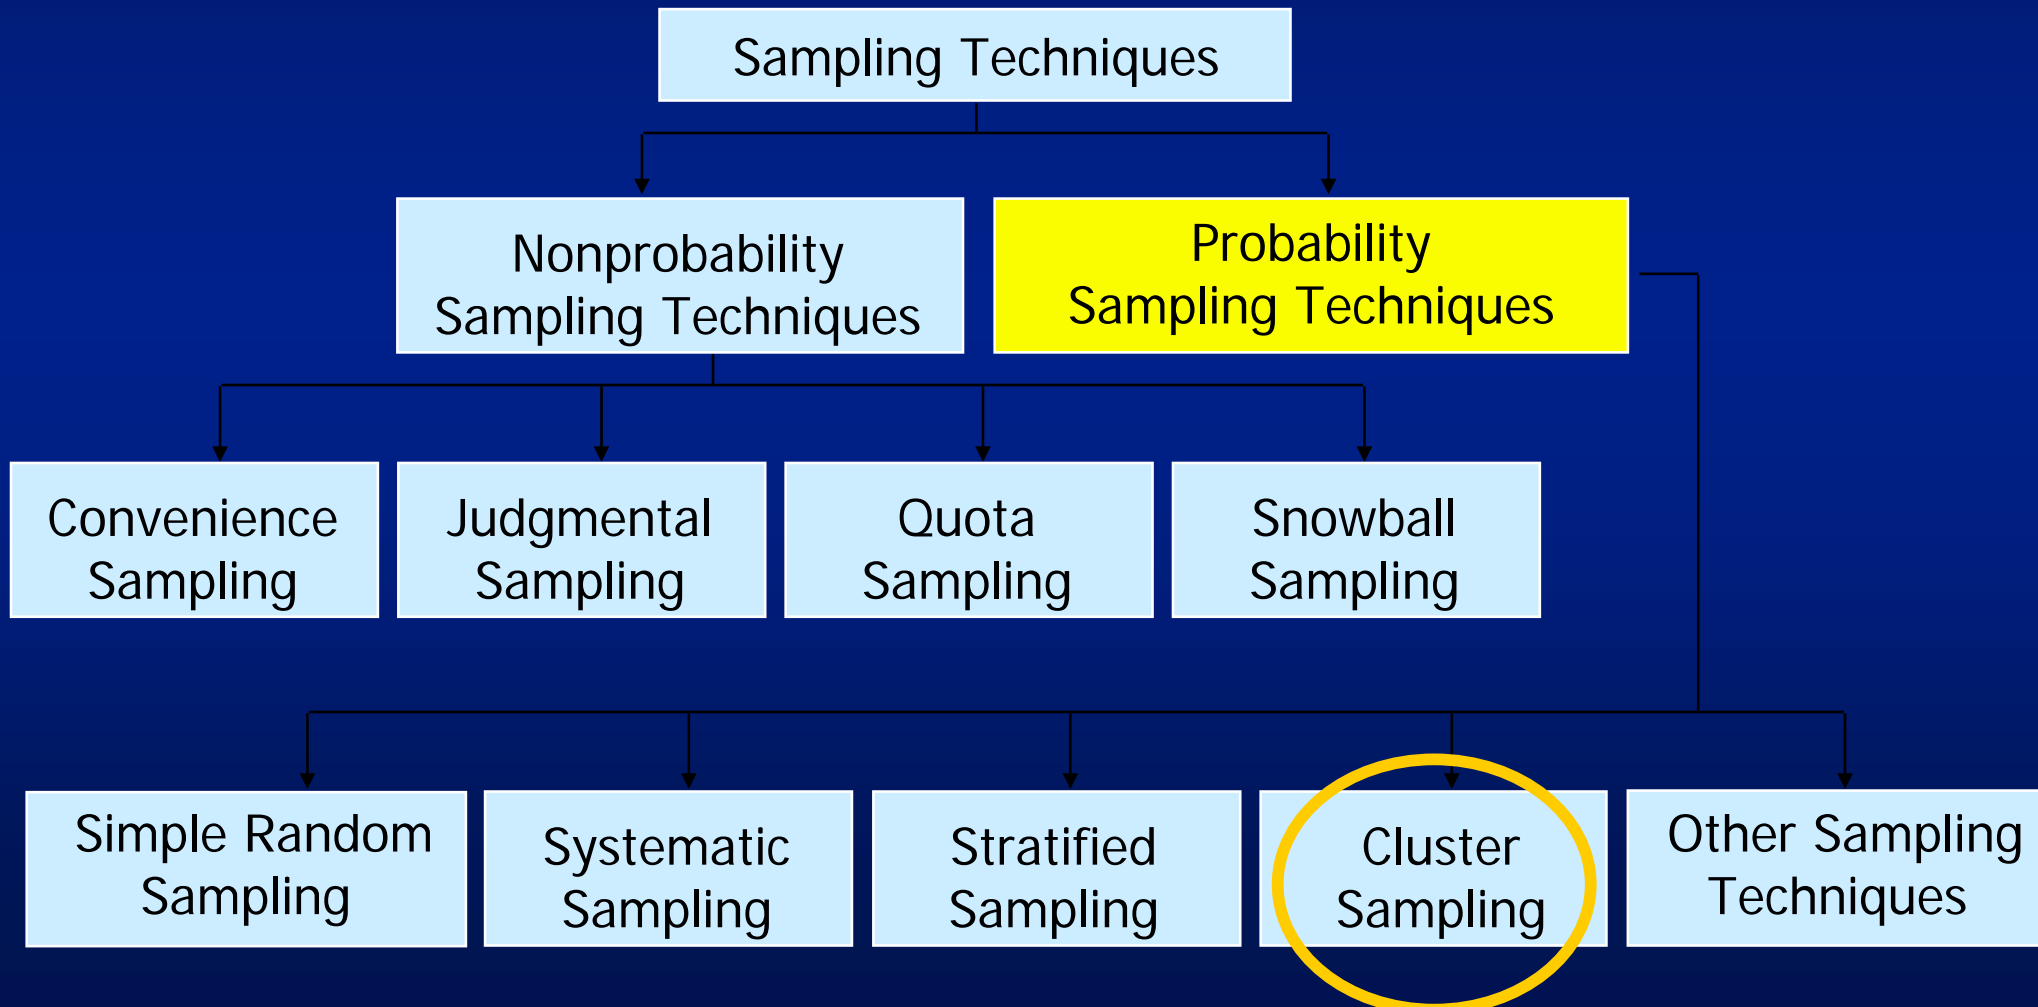 Sampling Techniques
Nonprobability
Sampling Techniques
Probability
Sampling Techniques
Convenience
Sampling
Judgmental
Sampling
Quota
Sampling
Snowball
Sampling
Simple Random
Sampling
Systematic
Sampling
Stratified
Sampling
Cluster
Sampling
Other Sampling
Techniques